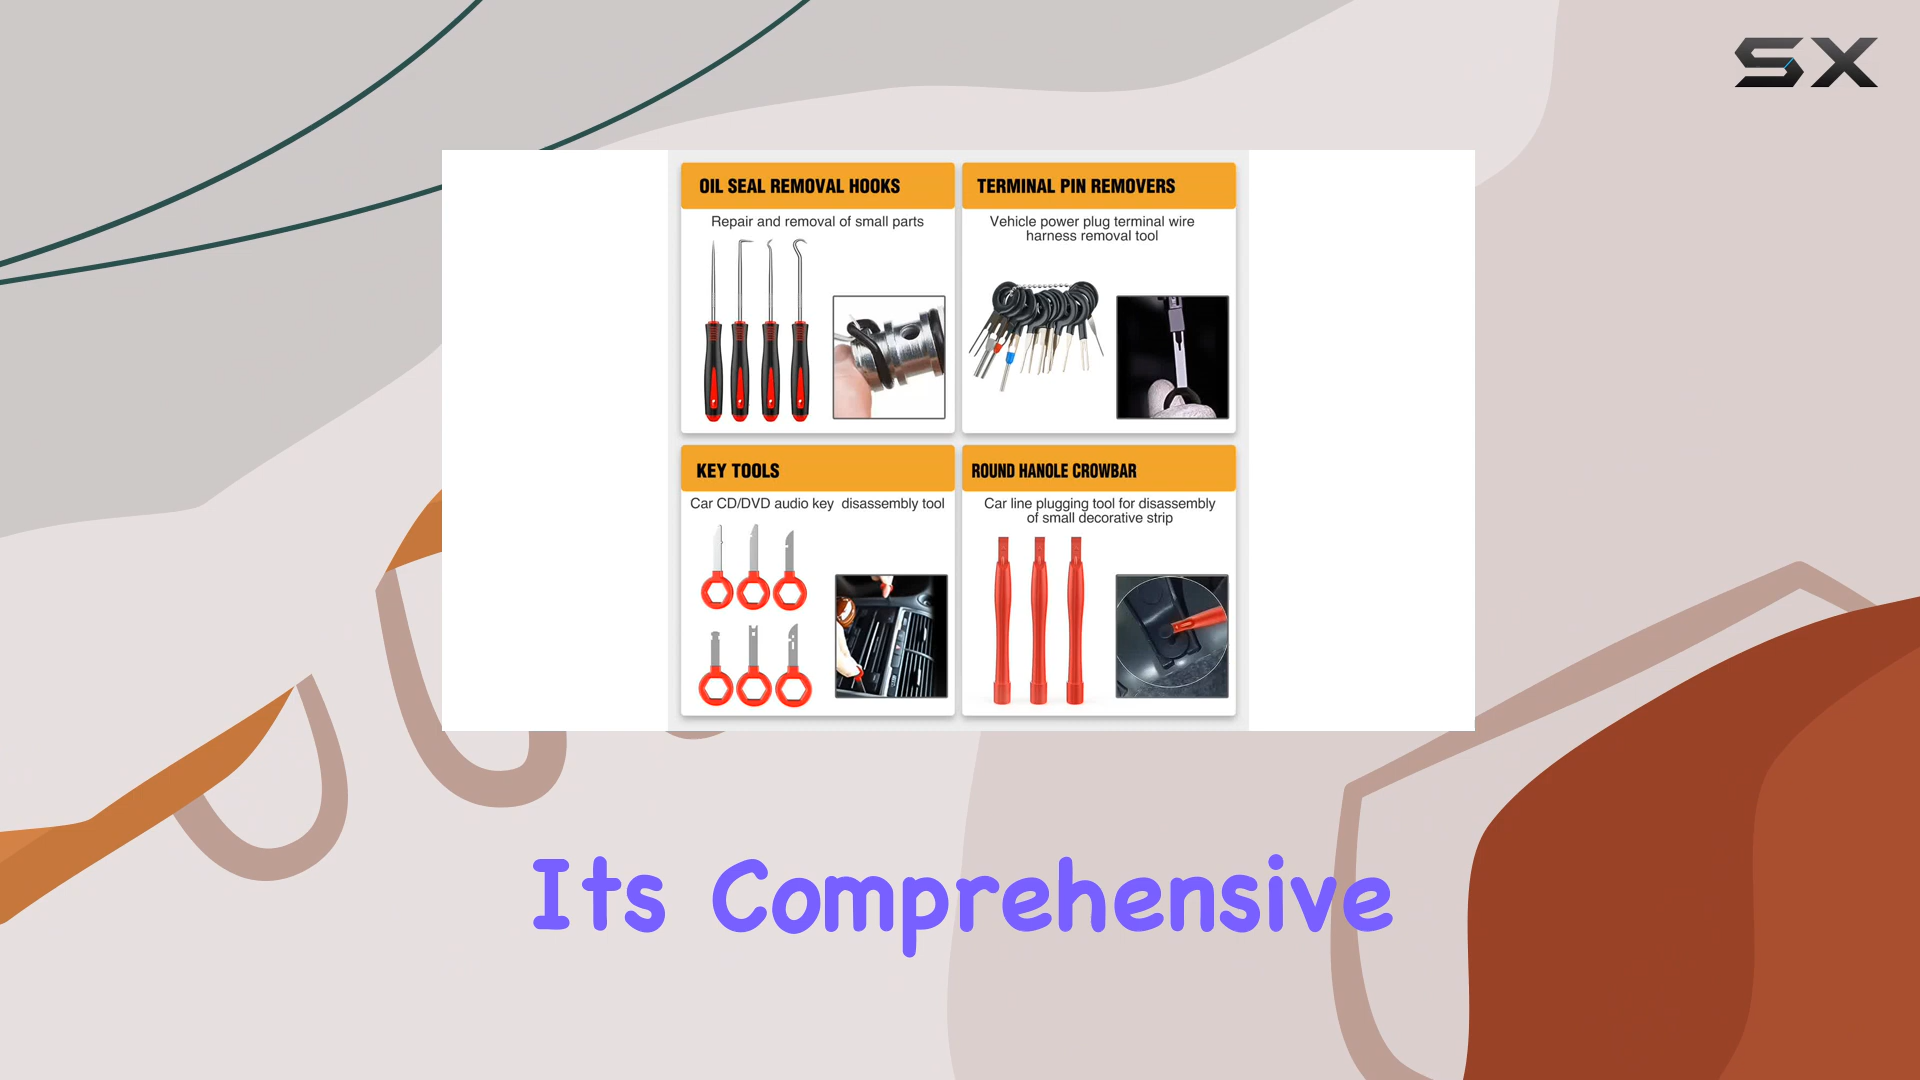 SX
OIL SEAL REMOVAL HOOKS
Repair and removal of small parts
TERMINAL PIN REMOVERS
Vehicle power plug terminal wire
harness removal tool
KEY TOOLS
Car CD/DVD audio key disassembly tool
ROUND HANOLE CROWBAR
Car line plugging tool for disassembly
of small decorative strip
Its Comprehensive